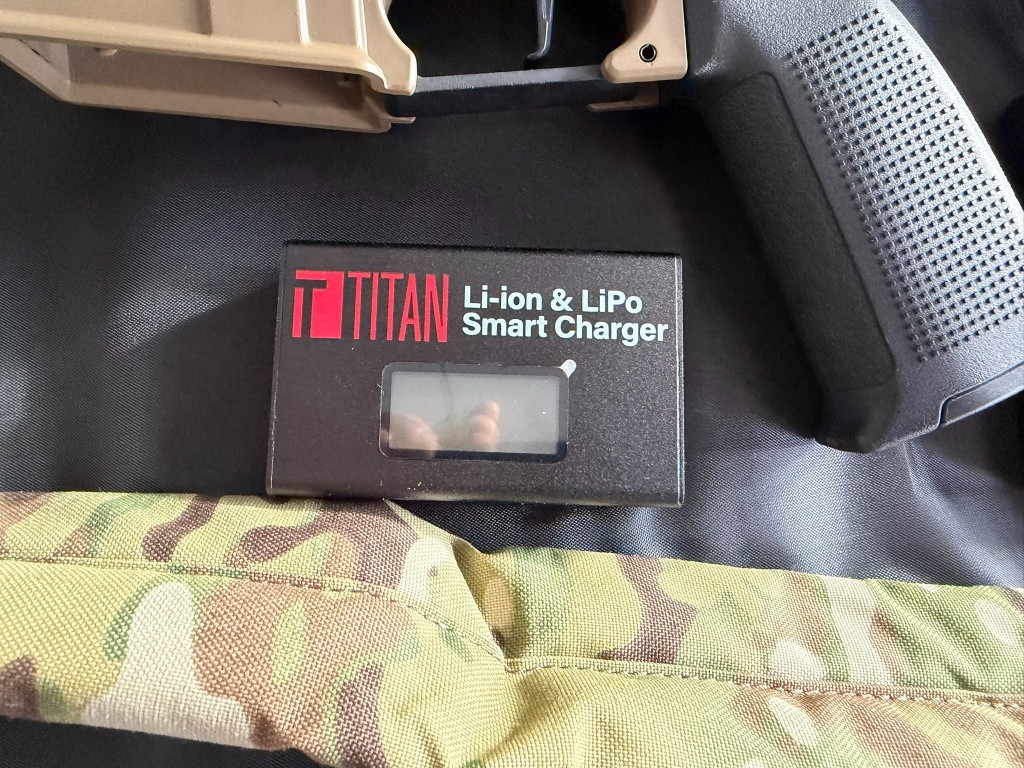 TITAN
Li-ion & LiPo
Smart Charger